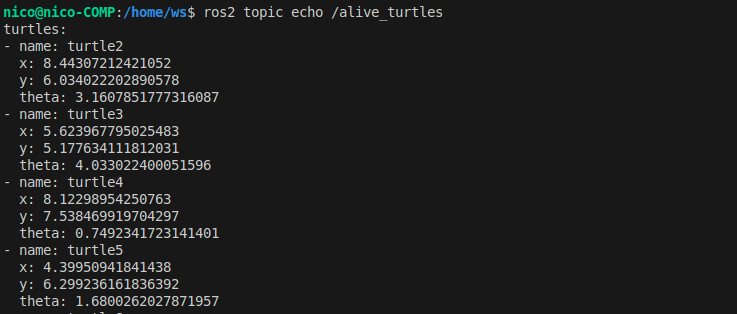 nico@nico-COMP:/home/ws$ ros2 topic echo /alive_turtles
turtles:
- name: turtle2
  x: 8.44307212421052
  y: 6.034022202890578
  theta: 3.1607851777316087
- name: turtle3
  x: 5.623967795025483
  y: 5.177634111812031
  theta: 4.033022400051596
- name: turtle4
  x: 8.12298954250763
  y: 7.538469919704297
  theta: 0.7492341723141401
- name: turtle5
  x: 4.39950941841438
  y: 6.299236161836392
  theta: 1.6800262027871957